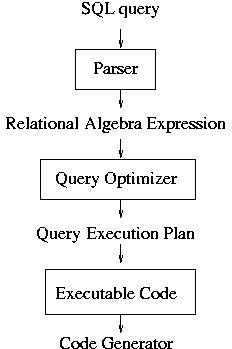 SQL query
Parser
Relational Algebra Expression
Query Optimizer
Query Execution Plan
Executable Code
Code Generator